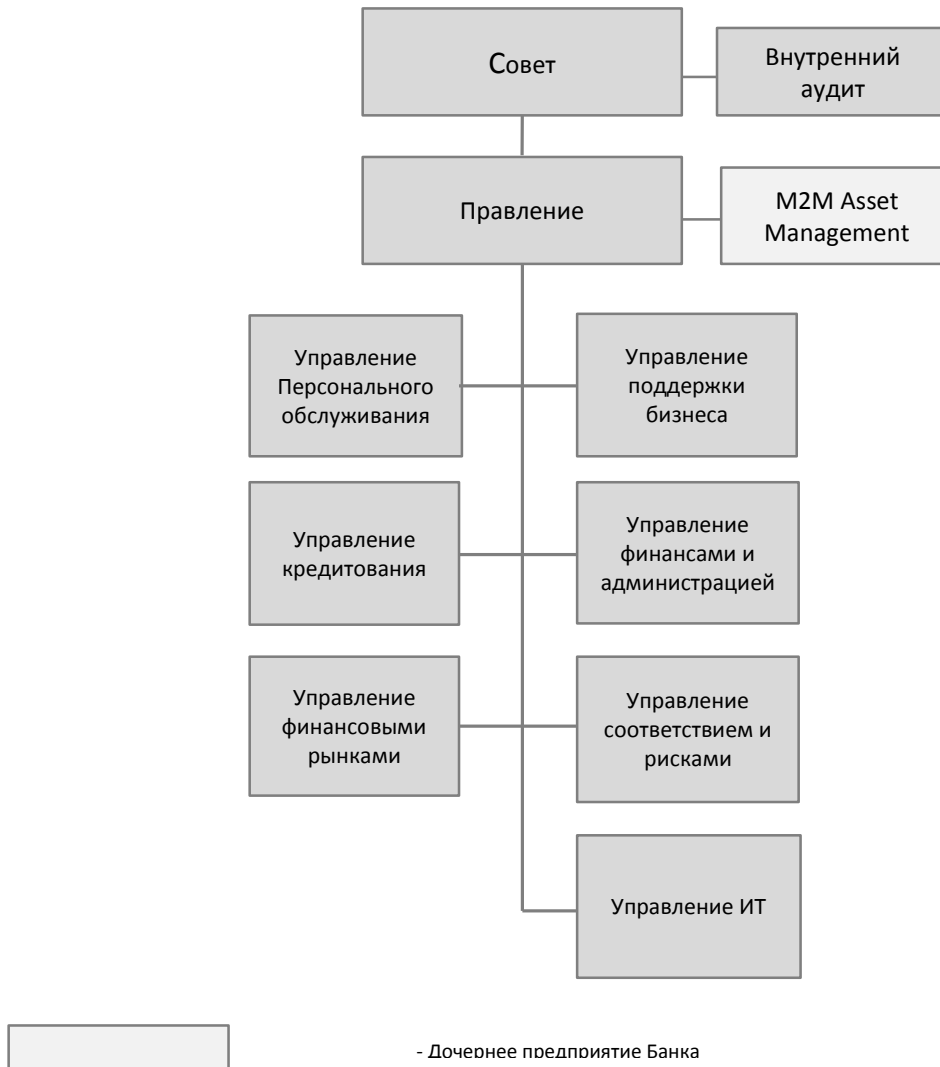 Совет
Внутренний
аудит
Правление
M2M Asset
Management
Управление
Персонального
обслуживания
Управление
поддержки
бизнеса
Управление
кредитования
Управление
финансами и
администрацией
Управление
финансовыми
рынками
Управление
соответствием и
рисками
Управление ИТ
- Дочернее предприятие Банка